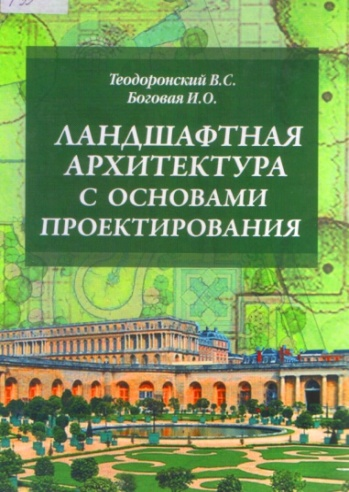 Теодоронский В.С.
Боговая И.О.
ЛАНДШАФТНАЯ
АРХИТЕКТУРА
С ОСНОВАМИ
ПРОЕКТИРОВАНИЯ